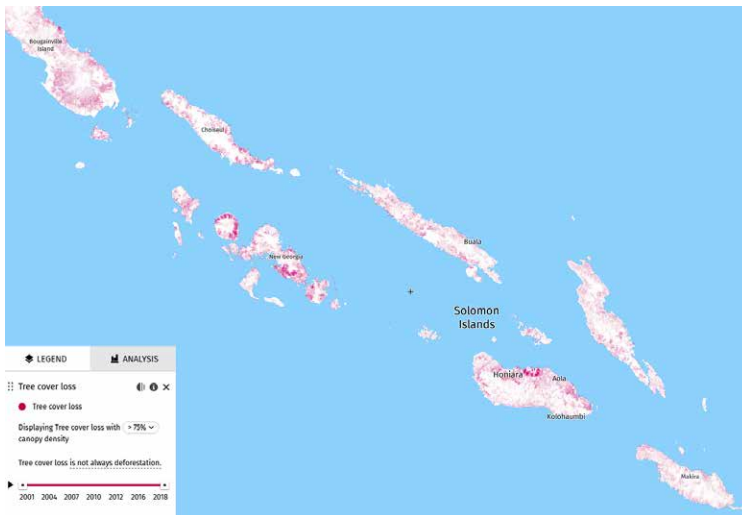 Bougainville
Island
Choiseul
New Georgia
Buala
Solomon
Islands
Honiara
Aola
Kolohaumbi
Makira
LEGEND
ANALYSIS
Tree cover loss
Tree cover loss
Displaying Tree cover loss with > 75%
canopy density
Tree cover loss is not always deforestation.
2001 2004 2007 2010 2012 2016 2018